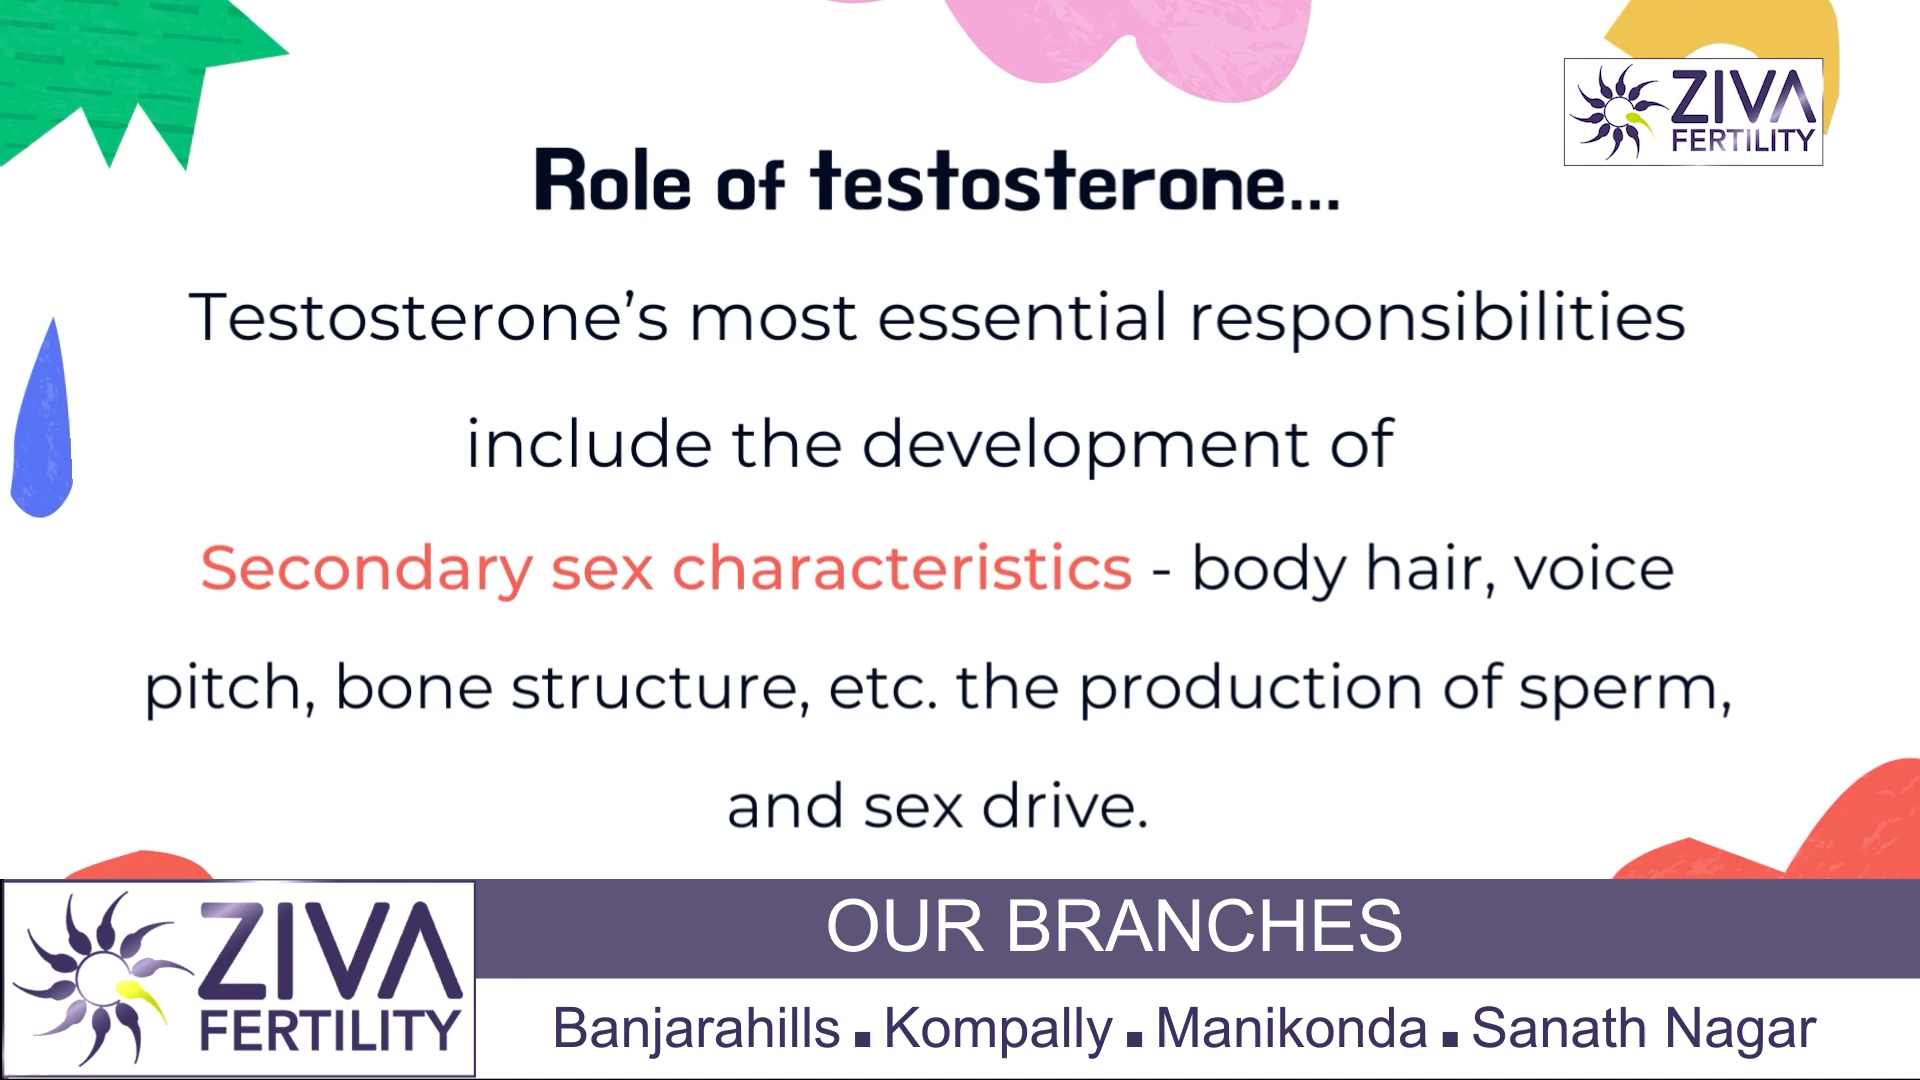 ZIVA
FERTILITY
Role of testosterone...
Testosterone’s most essential responsibilities
include the development of
Secondary sex characteristics - body hair, voice
pitch, bone structure, etc. the production of sperm,
and sex drive.
ZIVA
FERTILITY
OUR BRANCHES
Banjarahills ▪ Kompally ▪ Manikonda ▪ Sanath Nagar